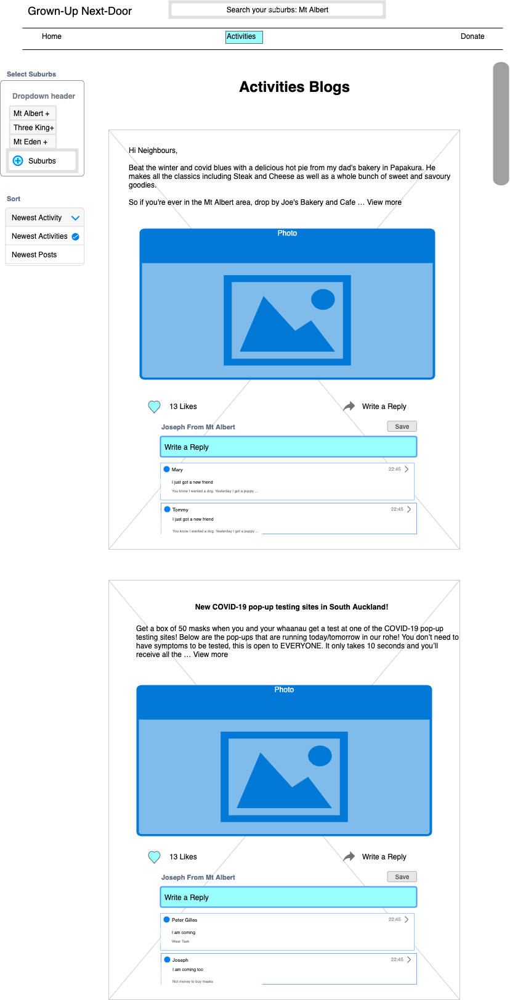 Grown-Up Next-Door
Search your suburbs: Mt Albert
Home
Activities
Donate
Select Suburbs
Dropdown header
Mt Albert +
Three King+
Mt Eden +
Suburbs
Sort
Newest Activity
Newest Activities
Newest Posts
Activities Blogs
Hi Neighbours,
Beat the winter and covid blues with a delicious hot pie from my dad's bakery in Papakura. He
makes all the classics including Steak and Cheese as well as a whole bunch of sweet and savoury
goodies.
So if you're ever in the Mt Albert area, drop by Joe's Bakery and Cafe … View more
Photo
13 Likes
Write a Reply
Joseph From Mt Albert
Save
Write a Reply
Mary
22:45
I just got a new friend
You know I wanted a dog. Yesterday I got a puppy ...
Tommy
22:45
I just got a new friend
You know I wanted a dog. Yesterday I got a puppy ...
New COVID-19 pop-up testing sites in South Auckland!
Get a box of 50 masks when you and your whaanau get a test at one of the COVID-19 pop-up
testing sites! Below are the pop-ups that are running today/tomorrow in our rohe! You don't need to
have symptoms to be tested, this is open to EVERYONE. It only takes 10 seconds and you'll
receive all the … View more
Photo
13 Likes
Write a Reply
Joseph From Mt Albert
Save
Write a Reply
Peter Gilles
22:45
I am coming
Wear Task
Joseph
22:45
I am coming too
Not money to buy masks